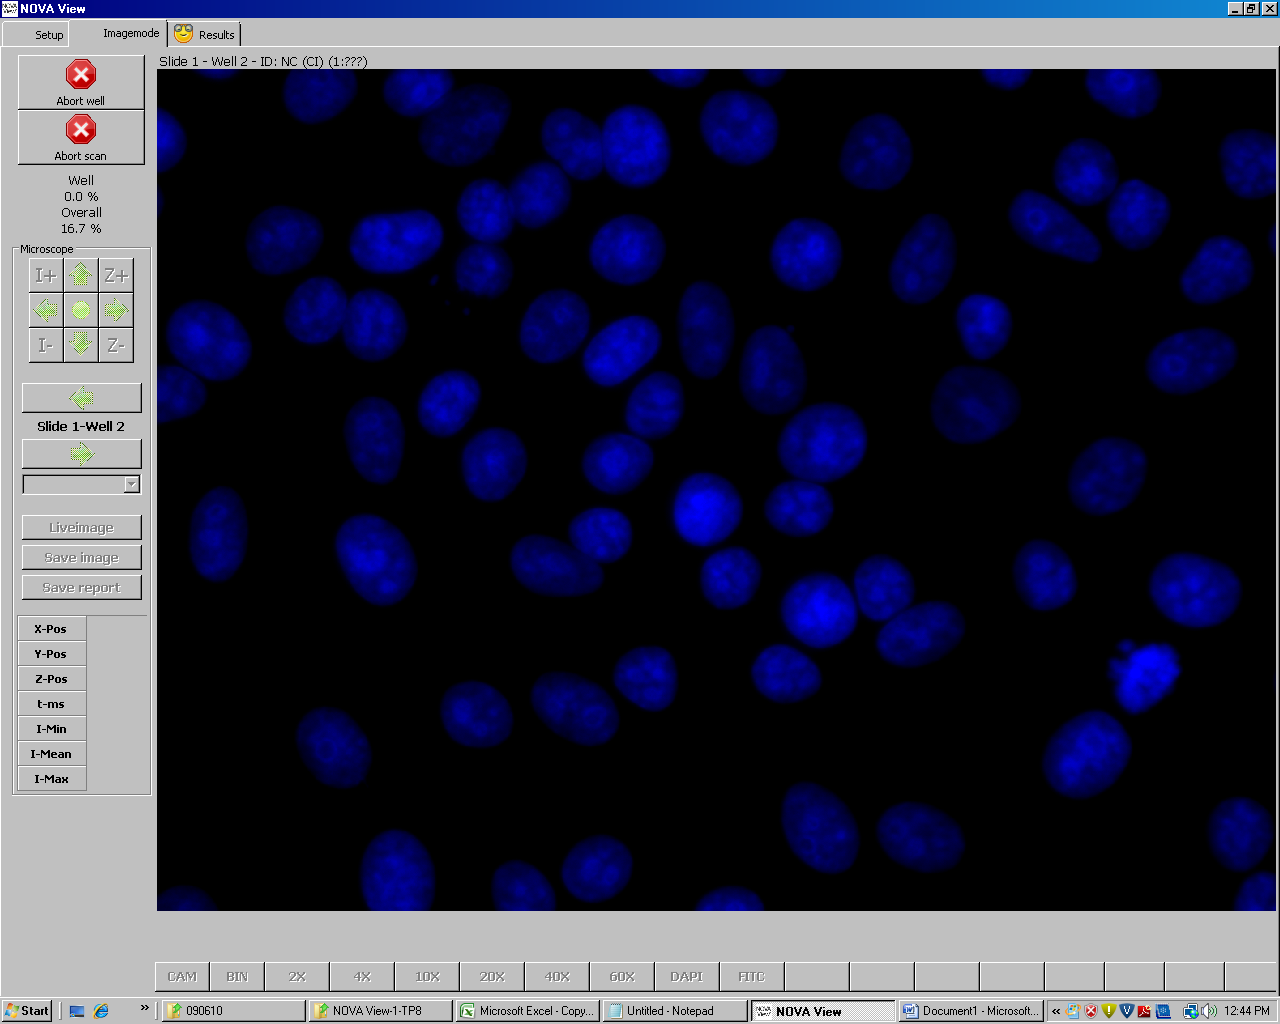 NOVA View
Setup
Imagemode
Results
Slide 1 - Well 2 - ID: NC (CI) (1:???)
Abort well
Abort scan
Well
0.0 %
Overall
16.7 %
Microscope
I+
Z+
I-
Z-
Slide 1-Well 2
Liveimage
Save image
Save report
X-Pos
Y-Pos
Z-Pos
t-ms
I-Min
I-Mean
I-Max
CAM BIN 2X 4X 10X 20X 40X 60X DAPI FITC
Start » 090610 NOVA View-1-TP8 Microsoft Excel - Copy... Untitled - Notepad NOVA View Document1 - Microsoft... « 12:44 PM